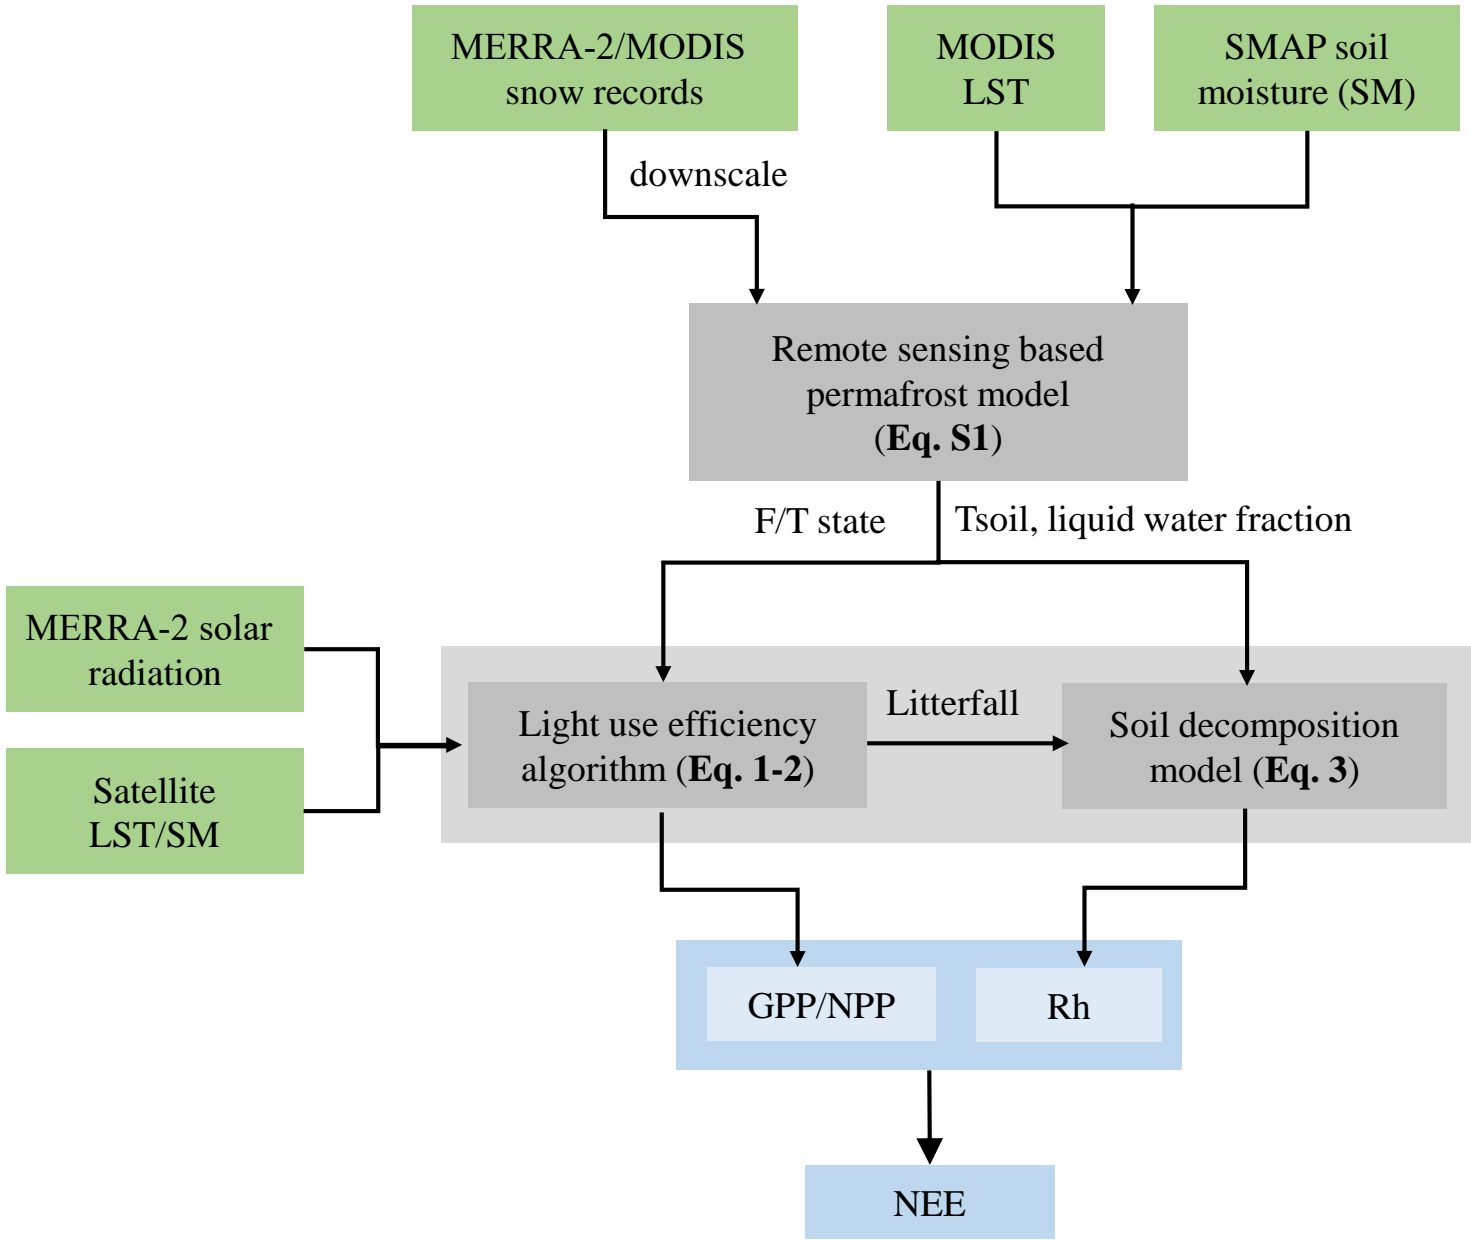 MERRA-2/MODIS
snow records
MODIS
LST
SMAP soil
moisture (SM)
downscale
Remote sensing based
permafrost model
(Eq. S1)
F/T state
Tsoil, liquid water fraction
MERRA-2 solar
radiation
Satellite
LST/SM
Light use efficiency
algorithm (Eq. 1-2)
Litterfall
Soil decomposition
model (Eq. 3)
GPP/NPP
Rh
NEE